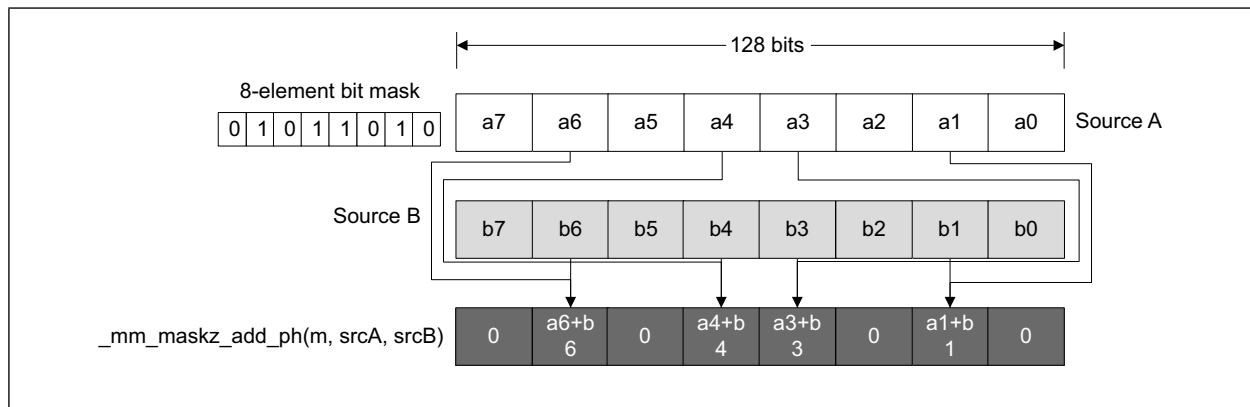 128 bits
8-element bit mask
0 1 0 1 1 0 1 0
a7 a6 a5 a4 a3 a2 a1 a0
Source A
Source B
b7 b6 b5 b4 b3 b2 b1 b0
_mm_maskz_add_ph(m, srcA, srcB)
0 a6+b 0 a4+b a3+b 0 a1+b 0
6 4 3 1